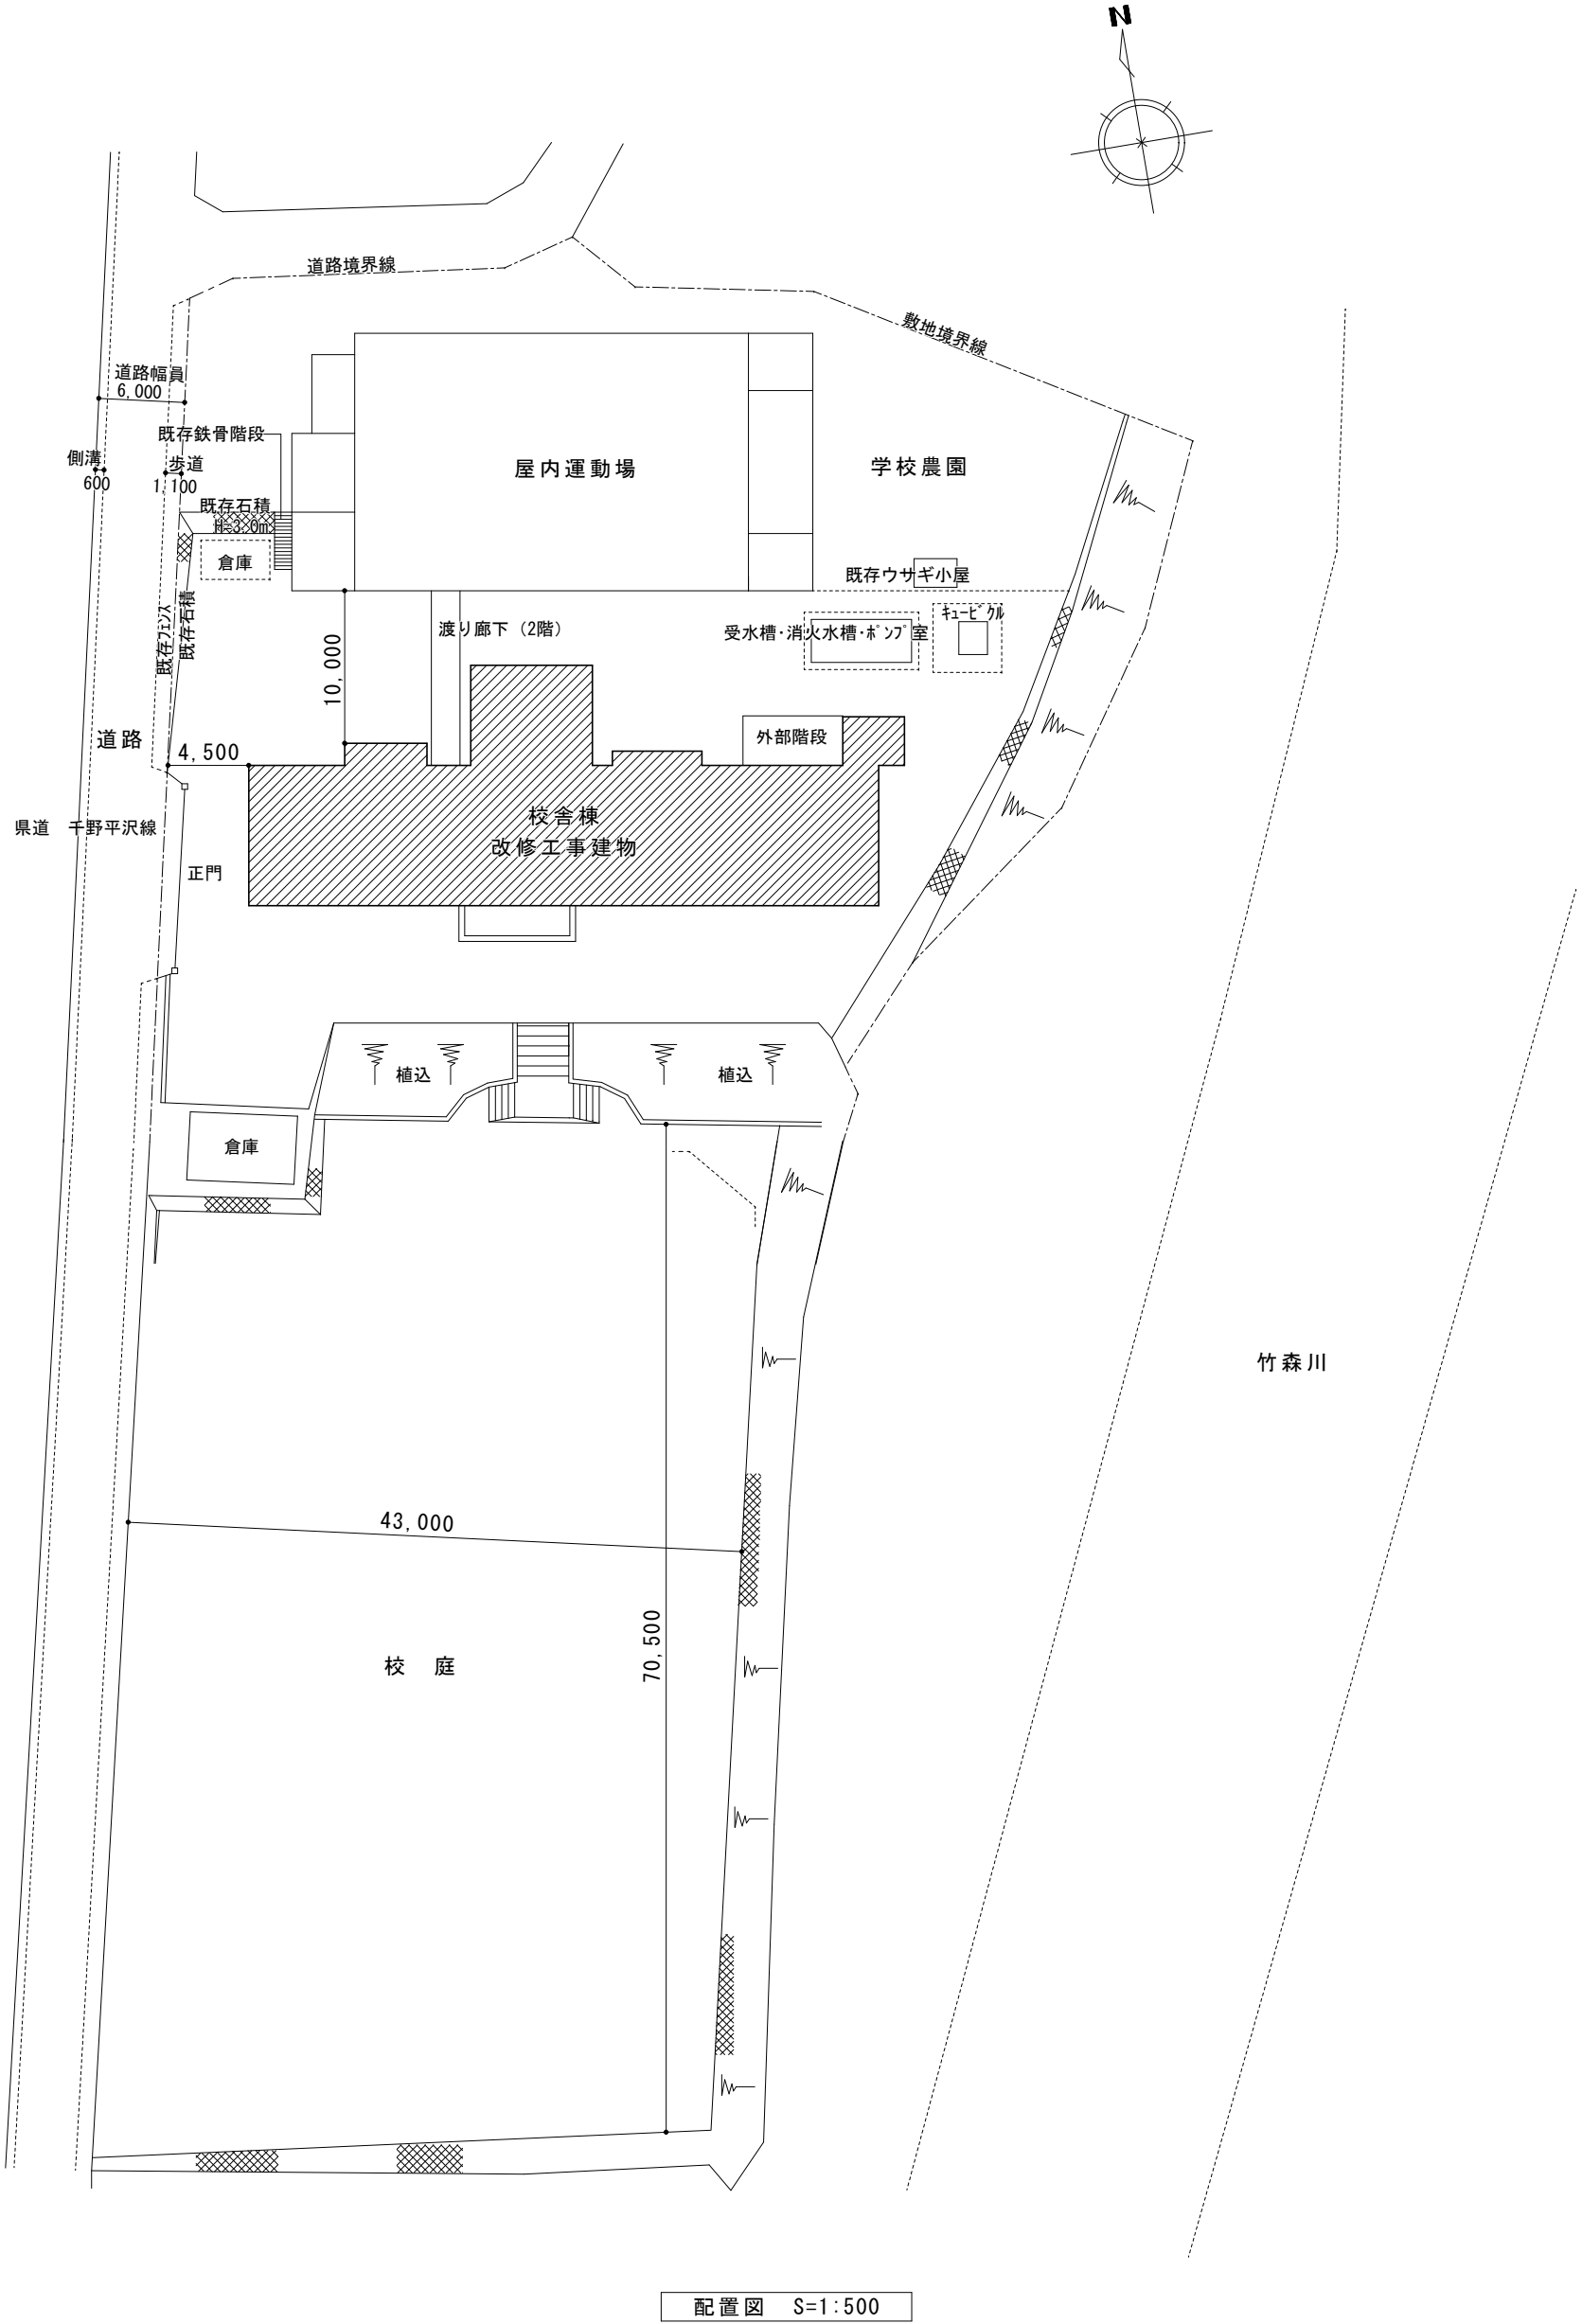 N
道路境界線
敷地境界線
道路幅員
6,000
既存鉄骨階段
側溝
600
歩道
1,100
既存石積
H=3.0m
倉庫
屋内運動場
学校農園
既存ウサギ小屋
キュービクル
受水槽・消火水槽・ポンプ室
渡り廊下（2階）
既存フェンス
既存石積
10,000
道路
4,500
外部階段
校舎棟
改修工事建物
県道　千野平沢線
正門
植込
植込
倉庫
竹森川
43,000
70,500
校　庭
配置図　S=1:500